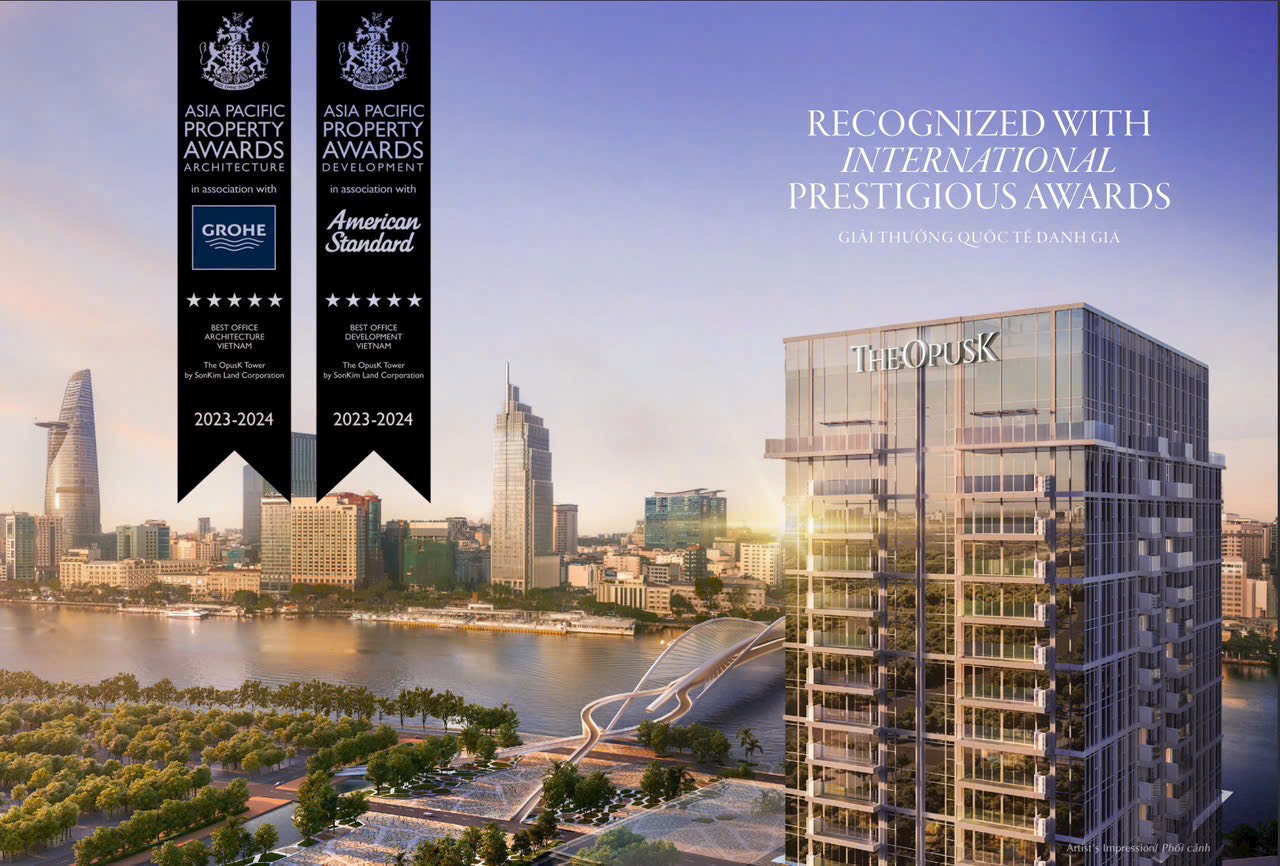 ASIA PACIFIC
PROPERTY
AWARDS
ARCHITECTURE
in association with
GROHE
BEST OFFICE
ARCHITECTURE
VIETNAM
The OpusK Tower
by SonKim Land Corporation
2023-2024
ASIA PACIFIC
PROPERTY
AWARDS
DEVELOPMENT
in association with
American
Standard
BEST OFFICE
DEVELOPMENT
VIETNAM
The OpusK Tower
by SonKim Land Corporation
2023-2024
RECOGNIZED WITH
INTERNATIONAL
PRESTIGIOUS AWARDS
GIẢI THƯỞNG QUỐC TẾ DANH GIÁ
THE OPUSK
Artist's Impression/ Phối cảnh